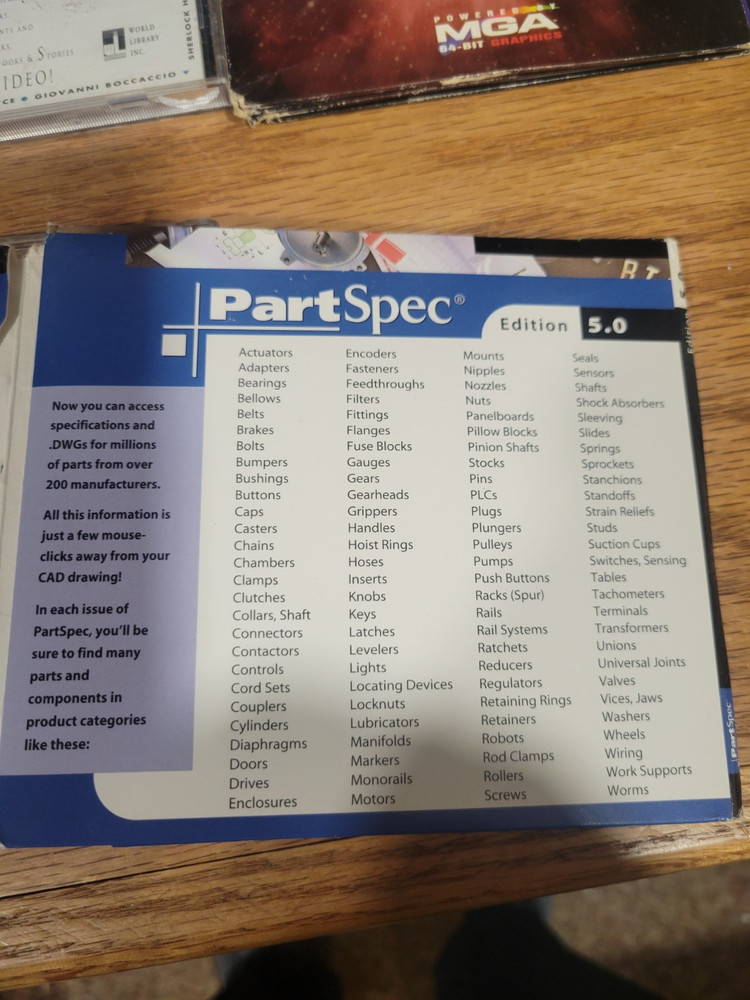 WORLD
LIBRARY
INC.
OOKS & STORIES
IDEO!
CE ♦ GIOVANNI BOCCACCIO ♥
SHERLOCK H
POWERED BY
MGA
64-BIT GRAPHICS
PartSpec®
Edition 5.0
Now you can access
specifications and
.DWGs for millions
of parts from over
200 manufacturers.
All this information is
just a few mouse-
clicks away from your
CAD drawing!
In each issue of
PartSpec, you'll be
sure to find many
parts and
components in
product categories
like these:
Actuators
Adapters
Bearings
Bellows
Belts
Brakes
Bolts
Bumpers
Bushings
Buttons
Caps
Casters
Chains
Chambers
Clamps
Clutches
Collars, Shaft
Connectors
Contactors
Controls
Cord Sets
Couplers
Cylinders
Diaphragms
Doors
Drives
Enclosures
Encoders
Fasteners
Feedthroughs
Filters
Fittings
Flanges
Fuse Blocks
Gauges
Gears
Gearheads
Grippers
Handles
Hoist Rings
Hoses
Inserts
Knobs
Keys
Latches
Levelers
Lights
Locating Devices
Locknuts
Lubricators
Manifolds
Markers
Monorails
Motors
Mounts
Nipples
Nozzles
Nuts
Panelboards
Pillow Blocks
Pinion Shafts
Stocks
Pins
PLCs
Plugs
Plungers
Pulleys
Pumps
Push Buttons
Racks (Spur)
Rails
Rail Systems
Ratchets
Reducers
Regulators
Retaining Rings
Retainers
Robots
Rod Clamps
Rollers
Screws
Seals
Sensors
Shafts
Shock Absorbers
Sleeving
Slides
Springs
Sprockets
Stanchions
Standoffs
Strain Reliefs
Studs
Suction Cups
Switches, Sensing
Tables
Tachometers
Terminals
Transformers
Unions
Universal Joints
Valves
Vices, Jaws
Washers
Wheels
Wiring
Work Supports
Worms
PartSpec